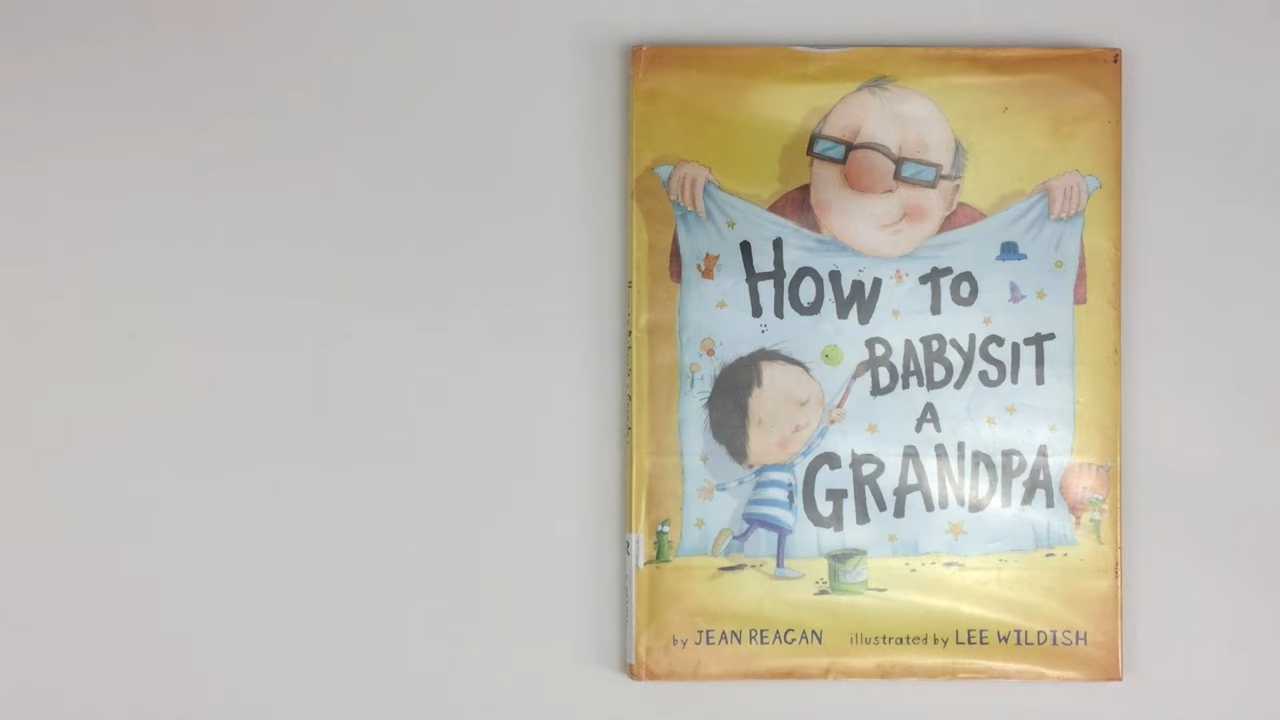 How to
BABYSIT
A
GRANDPA
by JEAN REAGAN illustrated by LEE WILDISH